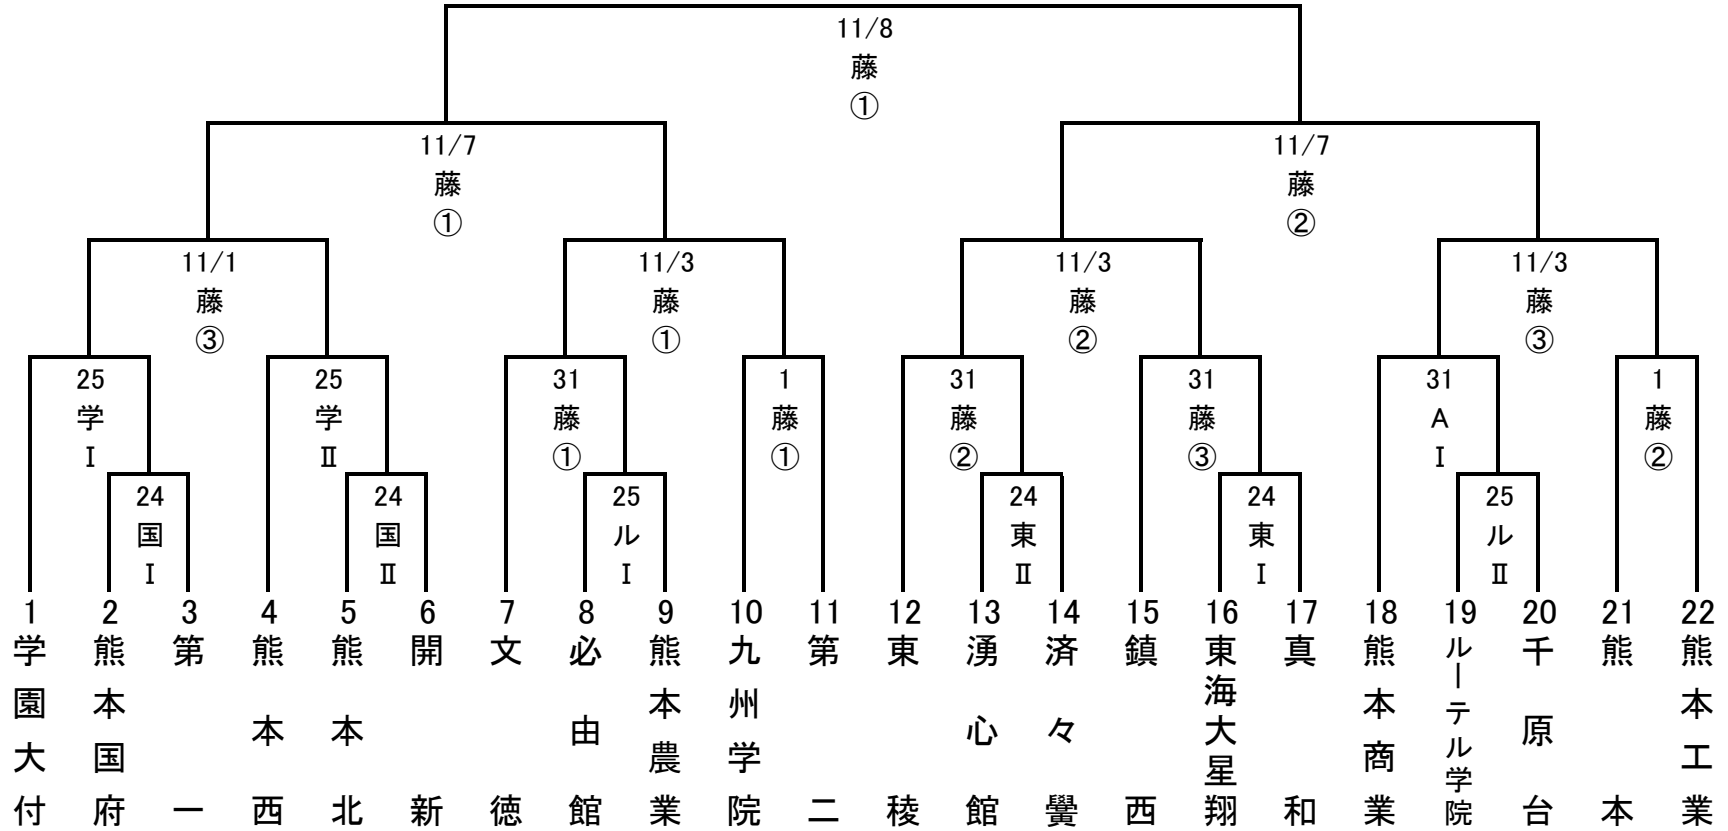 11/8
藤
①
11/7
藤
①
11/7
藤
②
11/1
藤
③
11/3
藤
①
11/3
藤
②
11/3
藤
③
25
学
Ⅰ
25
学
Ⅱ
31
藤
①
1
藤
①
31
藤
②
31
藤
③
31
A
Ⅰ
1
藤
②
24
国
Ⅰ
24
国
Ⅱ
25
ル
Ⅰ
24
東
Ⅱ
24
東
Ⅰ
25
ル
Ⅱ
1
学園大付
2
熊本国府
3
第一
4
熊本西
5
熊本北
6
開新
7
文徳
8
必由館
9
熊本農業
10
九州学院
11
第二
12
東稜
13
湧心館
14
済々黌
15
鎮西
16
東海大星翔
17
真和
18
熊本商業
19
ルーテル学院
20
千原台
21
熊本
22
熊本工業